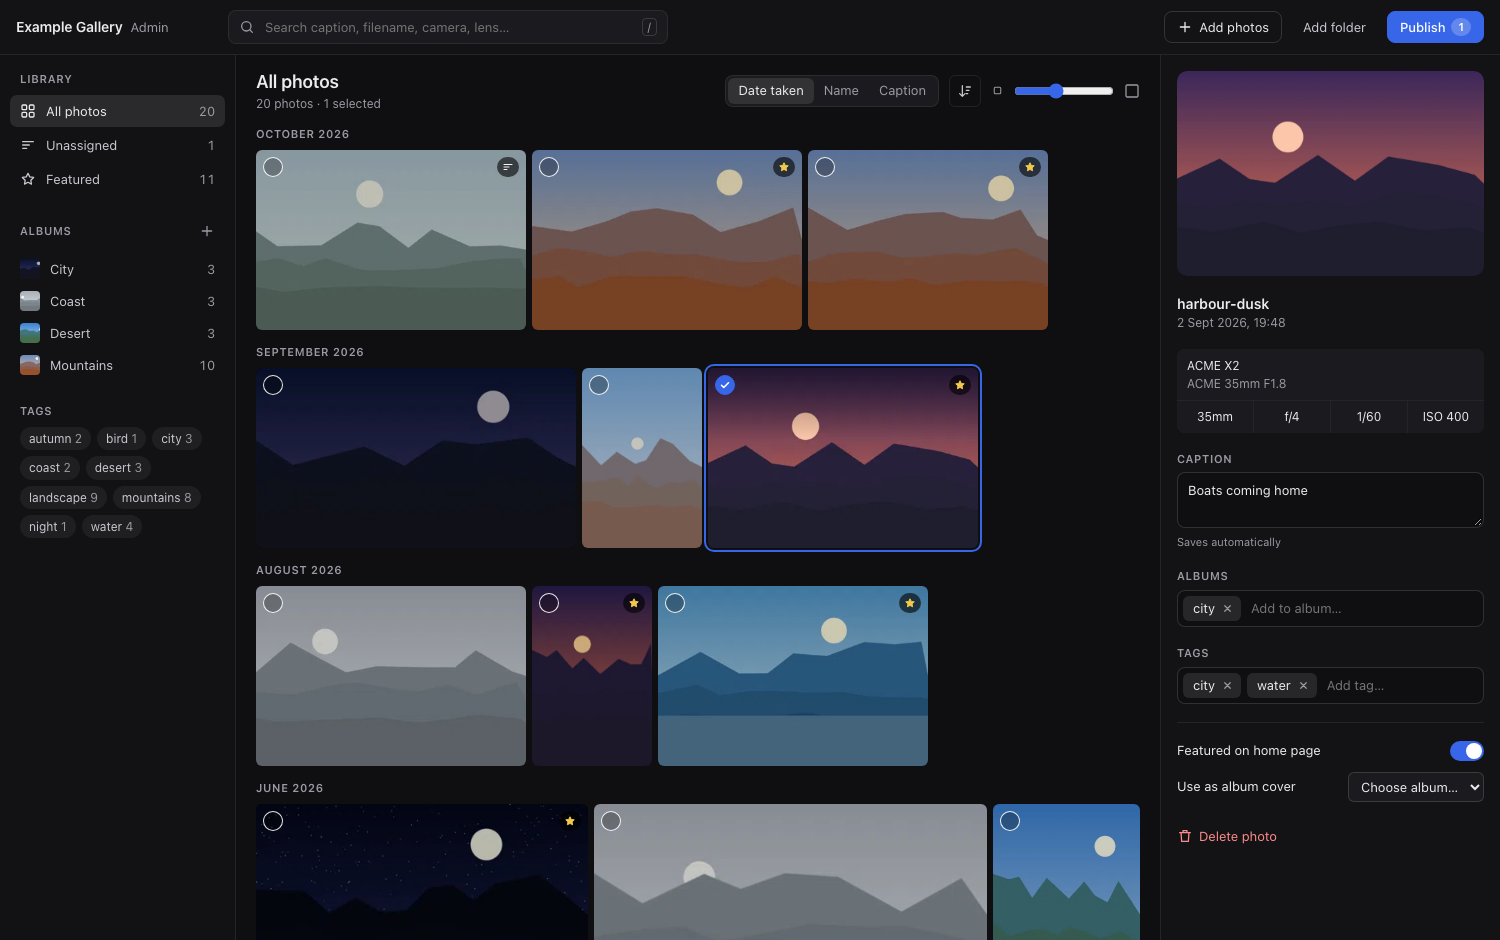 Example Gallery Admin
Search caption, filename, camera, lens...
/
Add photos
Add folder
Publish 1
LIBRARY
All photos 20
Unassigned 1
Featured 11
ALBUMS
City 3
Coast 3
Desert 3
Mountains 10
TAGS
autumn 2 bird 1 city 3
coast 2 desert 3
landscape 9 mountains 8
night 1 water 4
All photos
20 photos · 1 selected
Date taken Name Caption
OCTOBER 2026
SEPTEMBER 2026
AUGUST 2026
JUNE 2026
harbour-dusk
2 Sept 2026, 19:48
ACME X2
ACME 35mm F1.8
35mm f/4 1/60 ISO 400
CAPTION
Boats coming home
Saves automatically
ALBUMS
city Add to album...
TAGS
city water Add tag...
Featured on home page
Use as album cover Choose album...
Delete photo